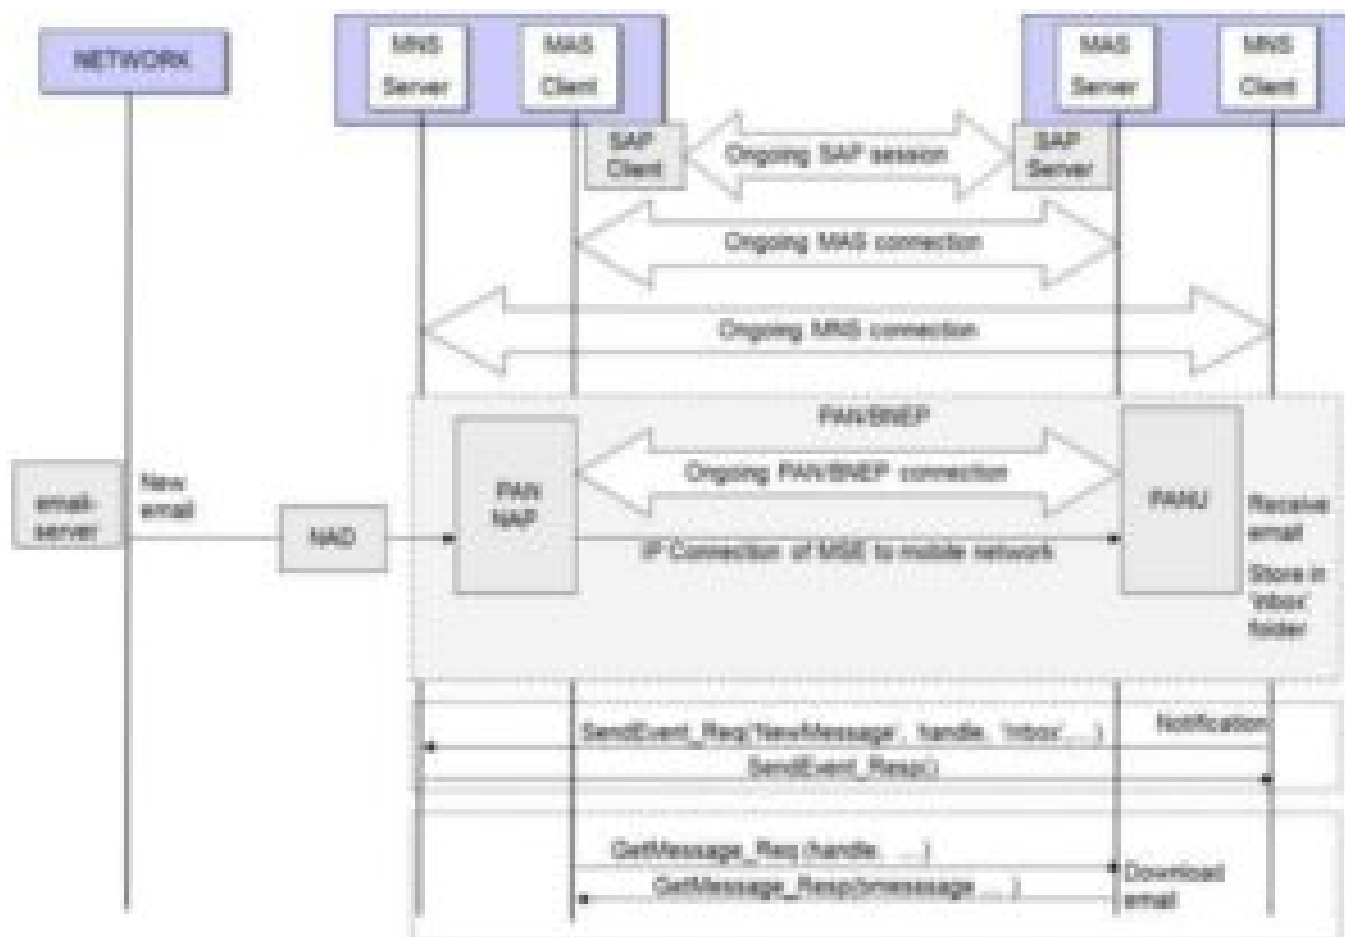 NETWORK
MNS
Server
MAS
Client
MAS
Server
MNS
Client
SAP
Client
Ongoing SAP session
SAP
Server
Ongoing MAS connection
Ongoing MNS connection
PAN/BNEP
Ongoing PAN/BNEP connection
email-
server
New
email
NAD
PAN
NAP
IP Connection of MSE to mobile network
PANU
Receive
email
Store in
'inbox'
folder
Notification
SendEvent_Req('NewMessage', handle, 'inbox',...)
SendEvent_Resp()
GetMessage_Req (handle, ...)
GetMessage_Resp(bmesssage ... )
Download
email